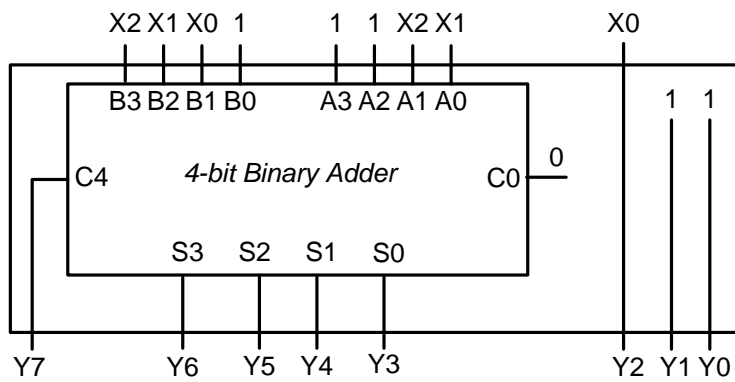 X2 X1 X0 1 1 1 X2 X1 X0
B3 B2 B1 B0 A3 A2 A1 A0 1 1
C4 4-bit Binary Adder C0 0
S3 S2 S1 S0
Y7 Y6 Y5 Y4 Y3 Y2 Y1 Y0